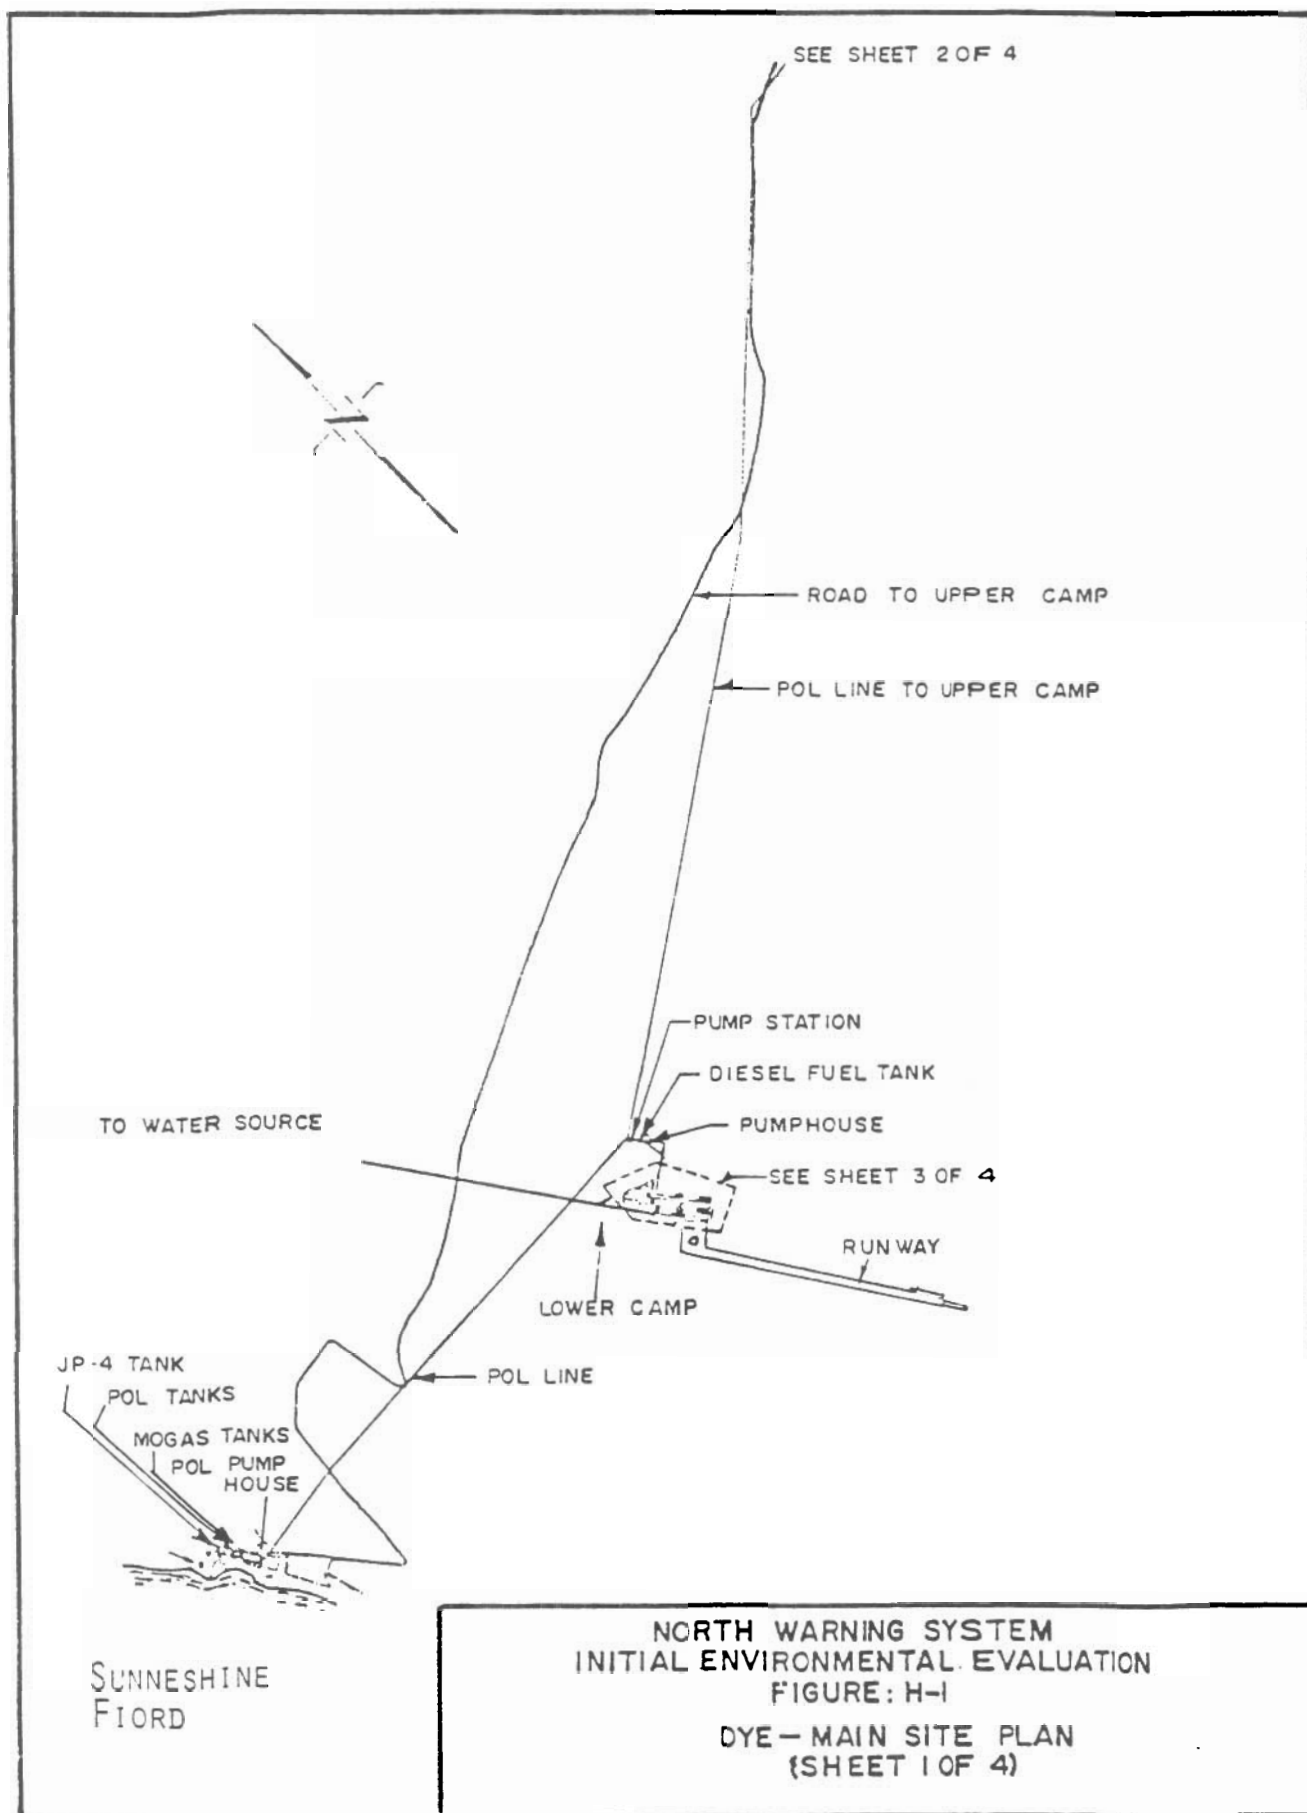 SEE SHEET 2 OF 4
ROAD TO UPPER CAMP
POL LINE TO UPPER CAMP
PUMP STATION
DIESEL FUEL TANK
TO WATER SOURCE
PUMPHOUSE
SEE SHEET 3 OF 4
RUNWAY
LOWER CAMP
JP-4 TANK
POL LINE
POL TANKS
MOGAS TANKS
POL PUMP
HOUSE
SUNNESHINE
FIORD
NORTH WARNING SYSTEM
INITIAL ENVIRONMENTAL EVALUATION
FIGURE: H-1
DYE-MAIN SITE PLAN
(SHEET 1 OF 4)